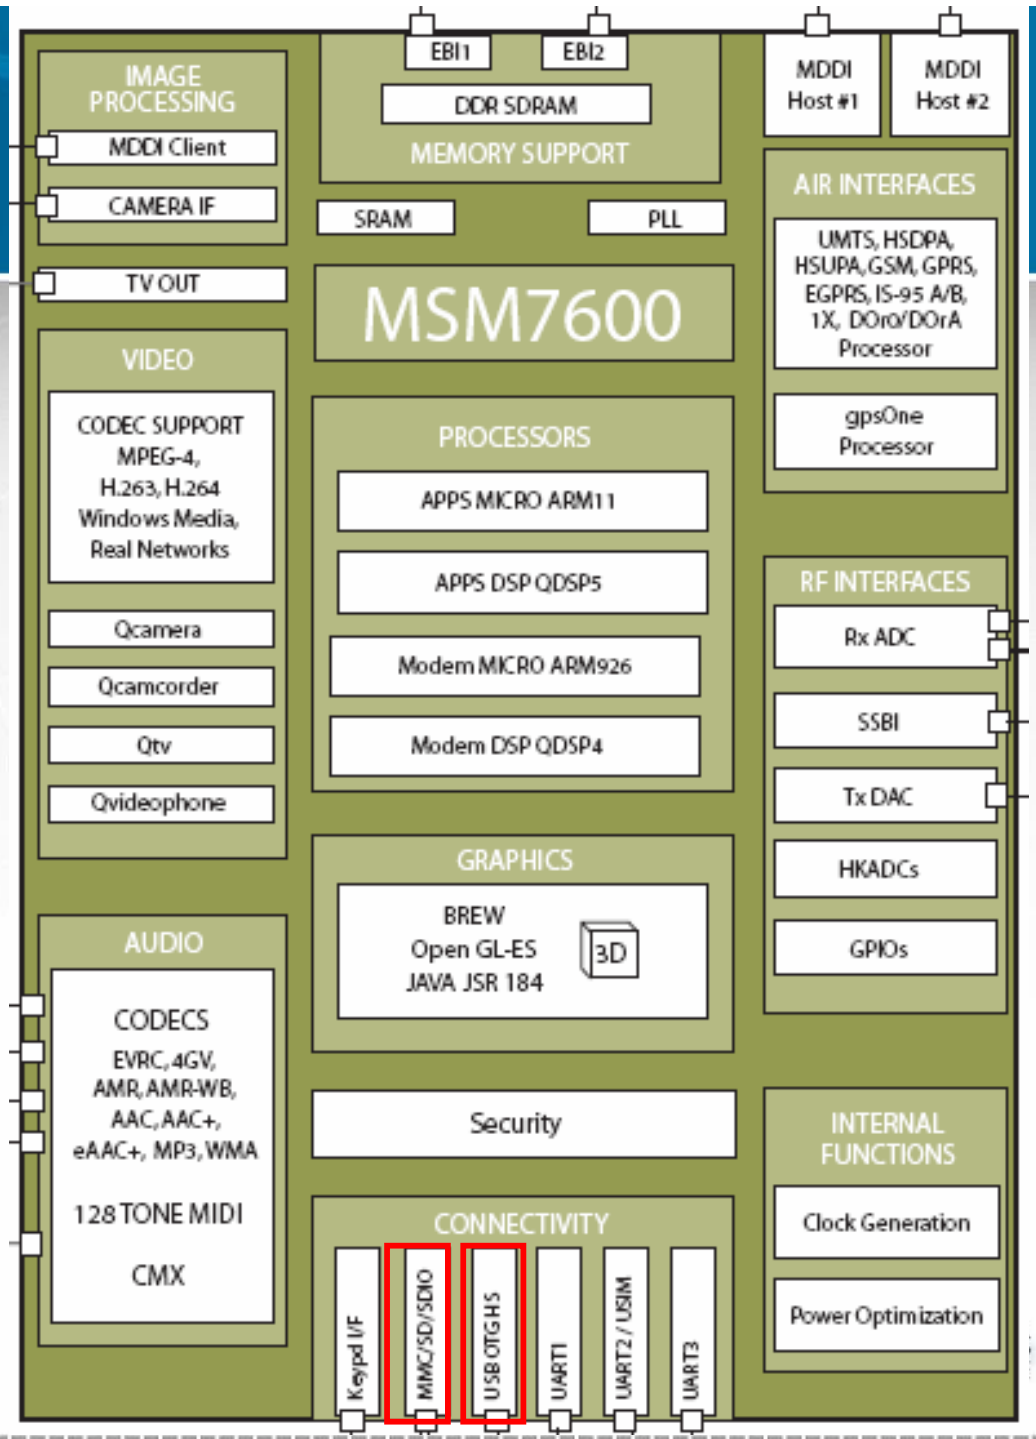 IMAGE
PROCESSING
MDDI Client
CAMERA IF
TV OUT
VIDEO
CODEC SUPPORT
MPEG-4,
H.263, H.264
Windows Media,
Real Networks
Qcamera
Qcamcorder
Qtv
Qvideophone
AUDIO
CODECS
EVRC, 4GV,
AMR, AMR-WB,
AAC, AAC+,
eAAC+, MP3, WMA
128 TONE MIDI
CMX
EBI1
EBI2
DDR SDRAM
MEMORY SUPPORT
SRAM
PLL
MSM7600
PROCESSORS
APPS MICRO ARM11
APPS DSP QDSP5
Modem MICRO ARM926
Modem DSP QDSP4
GRAPHICS
BREW
Open GL-ES
JAVA JSR 184
3D
Security
CONNECTIVITY
Keypd I/F
MMC/SD/SDIO
USB OTG HS
UART1
UART2 / USIM
UART3
MDDI
Host #1
MDDI
Host #2
AIR INTERFACES
UMTS, HSDPA,
HSUPA, GSM, GPRS,
EGPRS, IS-95 A/B,
1X, DOr0/DOrA
Processor
gpsOne
Processor
RF INTERFACES
Rx ADC
SSBI
Tx DAC
HKADCs
GPIOs
INTERNAL
FUNCTIONS
Clock Generation
Power Optimization